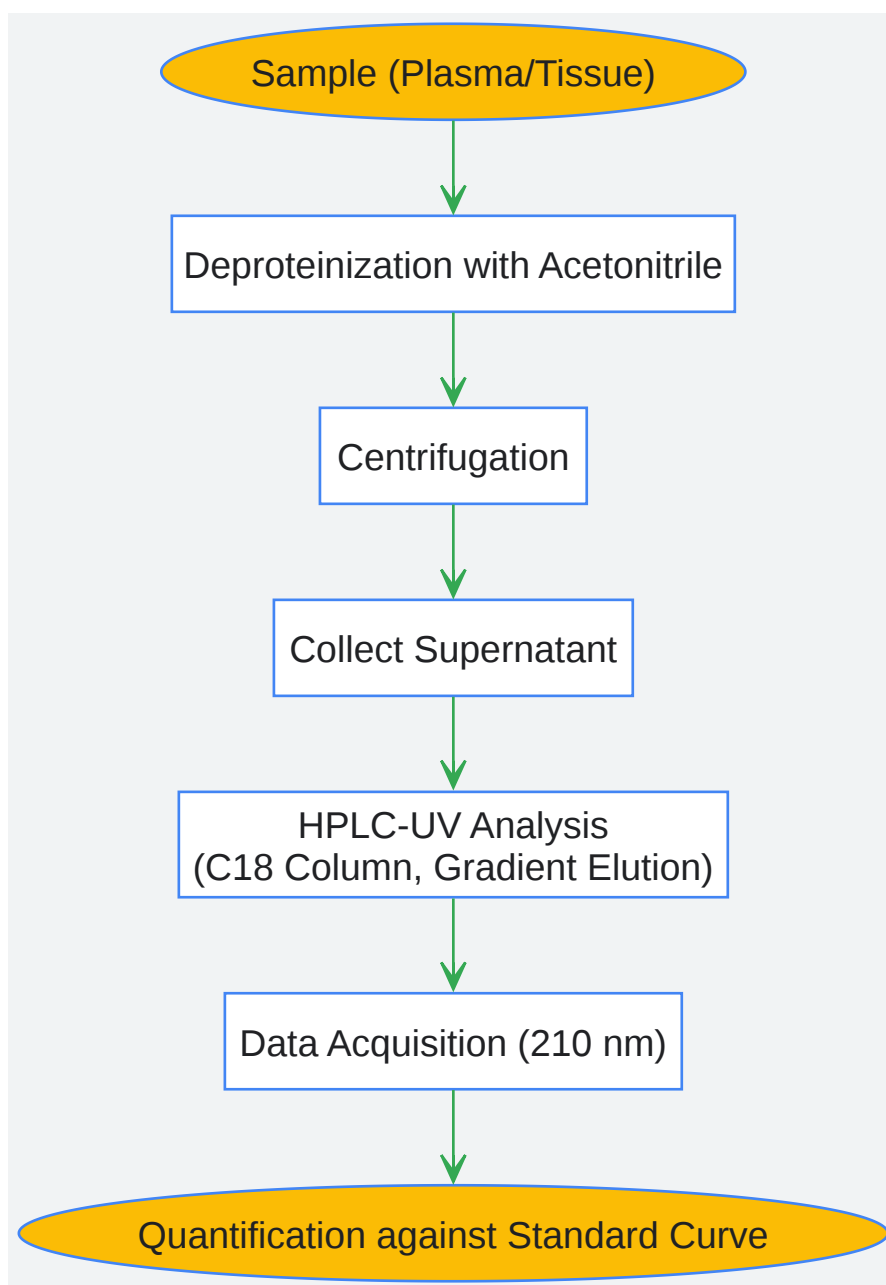 Sample (Plasma/Tissue)
Deproteinization with Acetonitrile
Centrifugation
Collect Supernatant
HPLC-UV Analysis
(C18 Column, Gradient Elution)
Data Acquisition (210 nm)
Quantification against Standard Curve